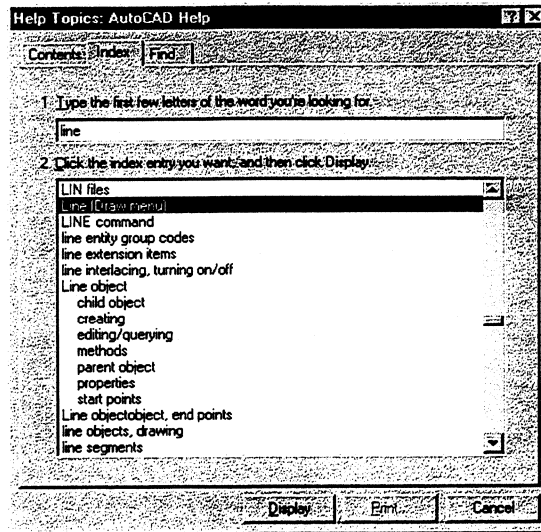 Help Topics: AutoCAD Help
Contents Index Find
1 Type the first few letters of the word you're looking for.
line
2 Click the index entry you want, and then click Display.
LIN files
Line (Draw menu)
LINE command
line entity group codes
line extension items
line interlacing, turning on/off
Line object
child object
creating
editing/querying
methods
parent object
properties
start points
Line objectobject, end points
line objects, drawing
line segments
Display Print... Cancel